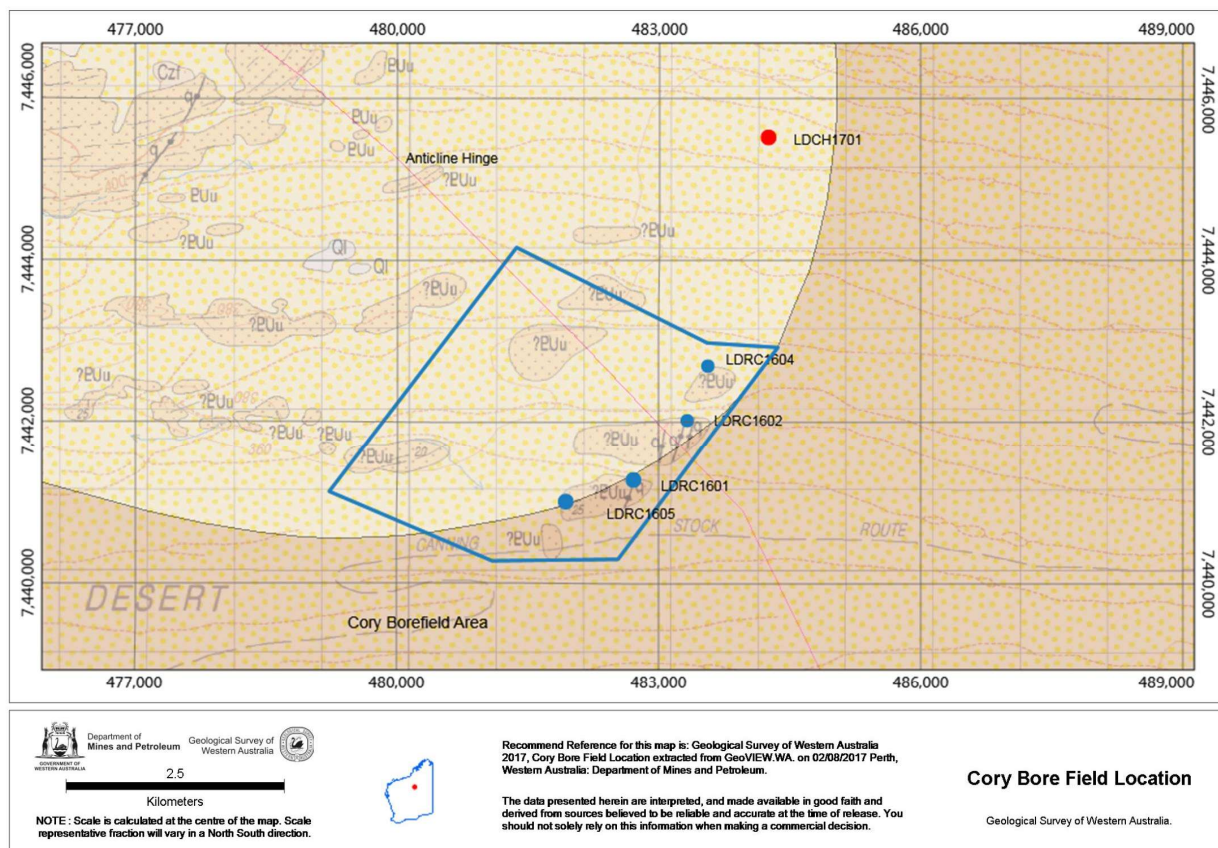 477,000 480,000 483,000 486,000 489,000
7,446,000
7,446,000
Czf
q
q
LDCH1701
Anticline Hinge
400
7,444,000
7,444,000
Ql
Ql
LDRC1604
7,442,000
7,442,000
LDRC1602
25
20
360
LDRC1601
LDRC1605
25
CANNING STOCK ROUTE
7,440,000
7,440,000
DESERT
Cory Borefield Area
477,000 480,000 483,000 486,000 489,000
GOVERNMENT OF
WESTERN AUSTRALIA
Department of
Mines and Petroleum
Geological Survey of
Western Australia
2.5
Kilometers
NOTE : Scale is calculated at the centre of the map. Scale
representative fraction will vary in a North South direction.
Recommend Reference for this map is: Geological Survey of Western Australia
2017, Cory Bore Field Location extracted from GeoVIEW.WA. on 02/08/2017 Perth,
Western Australia: Department of Mines and Petroleum.
The data presented herein are interpreted, and made available in good faith and
derived from sources believed to be reliable and accurate at the time of release. You
should not solely rely on this information when making a commercial decision.
Cory Bore Field Location
Geological Survey of Western Australia.